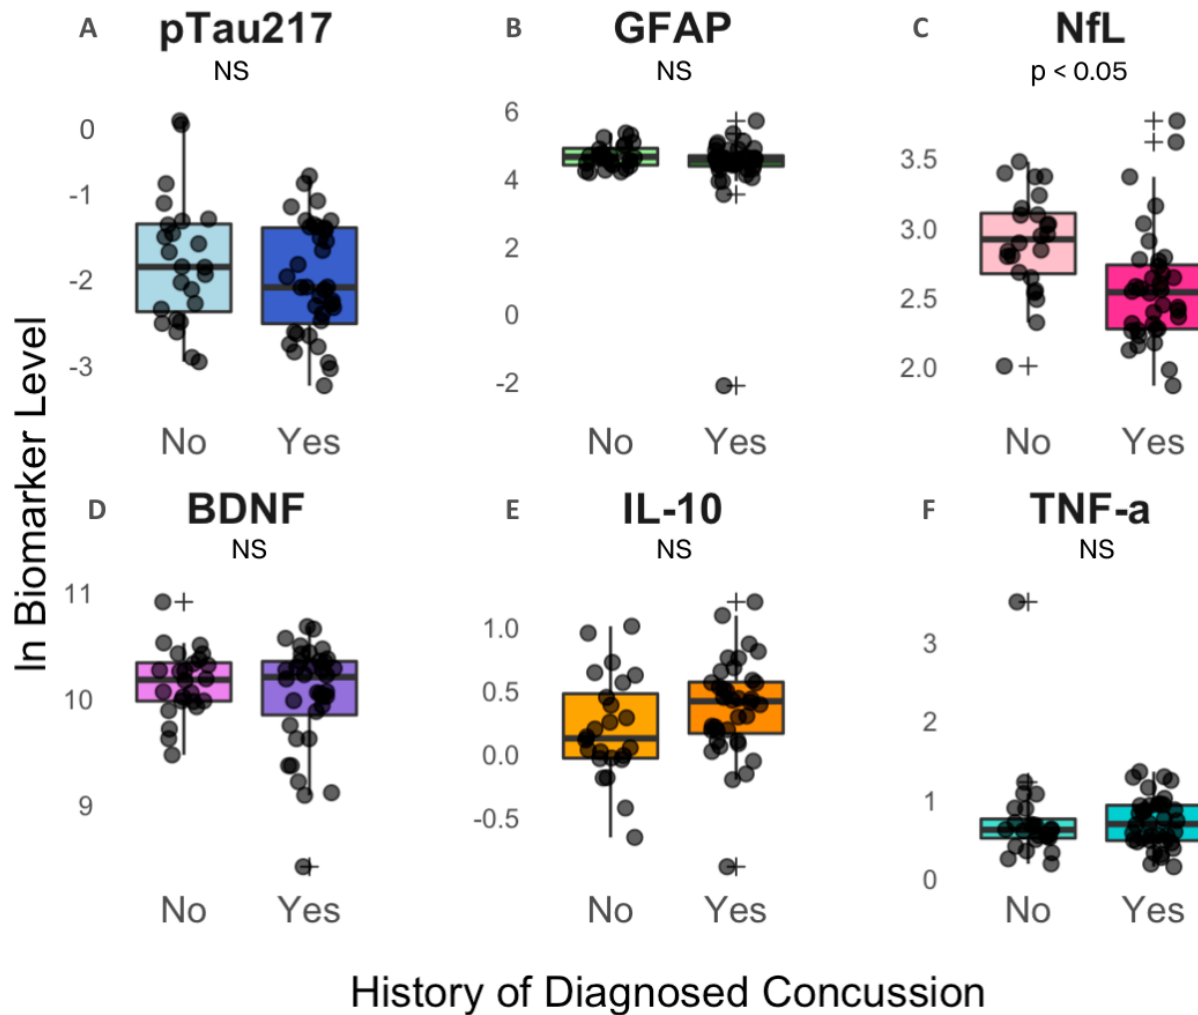 A pTau217
NS
0
-1
-2
-3
No Yes
B GFAP
NS
6
4
2
0
-2
No Yes
C NfL
p < 0.05
3.5
3.0
2.5
2.0
No Yes
ln Biomarker Level
D BDNF
NS
11
10
9
No Yes
E IL-10
NS
1.0
0.5
0.0
-0.5
No Yes
F TNF-a
NS
3
2
1
0
No Yes
History of Diagnosed Concussion